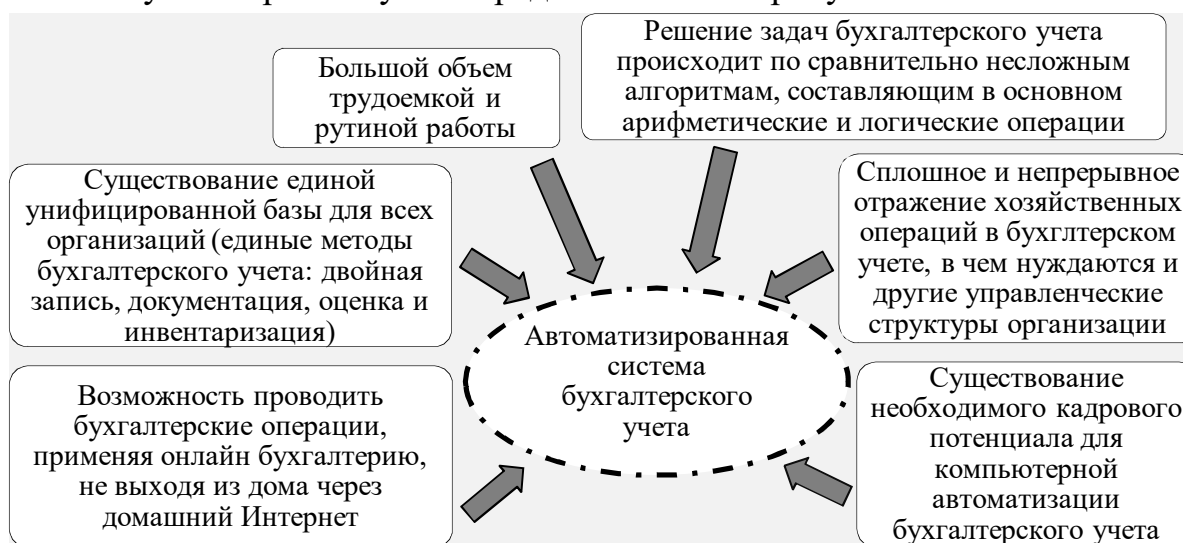 Большой объем
трудоемкой и
рутиной работы
Решение задач бухгалтерского учета
происходит по сравнительно несложным
алгоритмам, составляющим в основном
арифметические и логические операции
Существование единой
унифицированной базы для всех
организаций (единые методы
бухгалтерского учета: двойная
запись, документация, оценка и
инвентаризация)
Сплошное и непрерывное
отражение хозяйственных
операций в бухглтерском
учете, в чем нуждаются и
другие управленческие
структуры организации
Автоматизированная
система
бухгалтерского
учета
Возможность проводить
бухгалтерские операции,
применяя онлайн бухгалтерию,
не выходя из дома через
домашний Интернет
Существование
необходимого кадрового
потенциала для
компьютерной
автоматизации
бухгалтерского учета